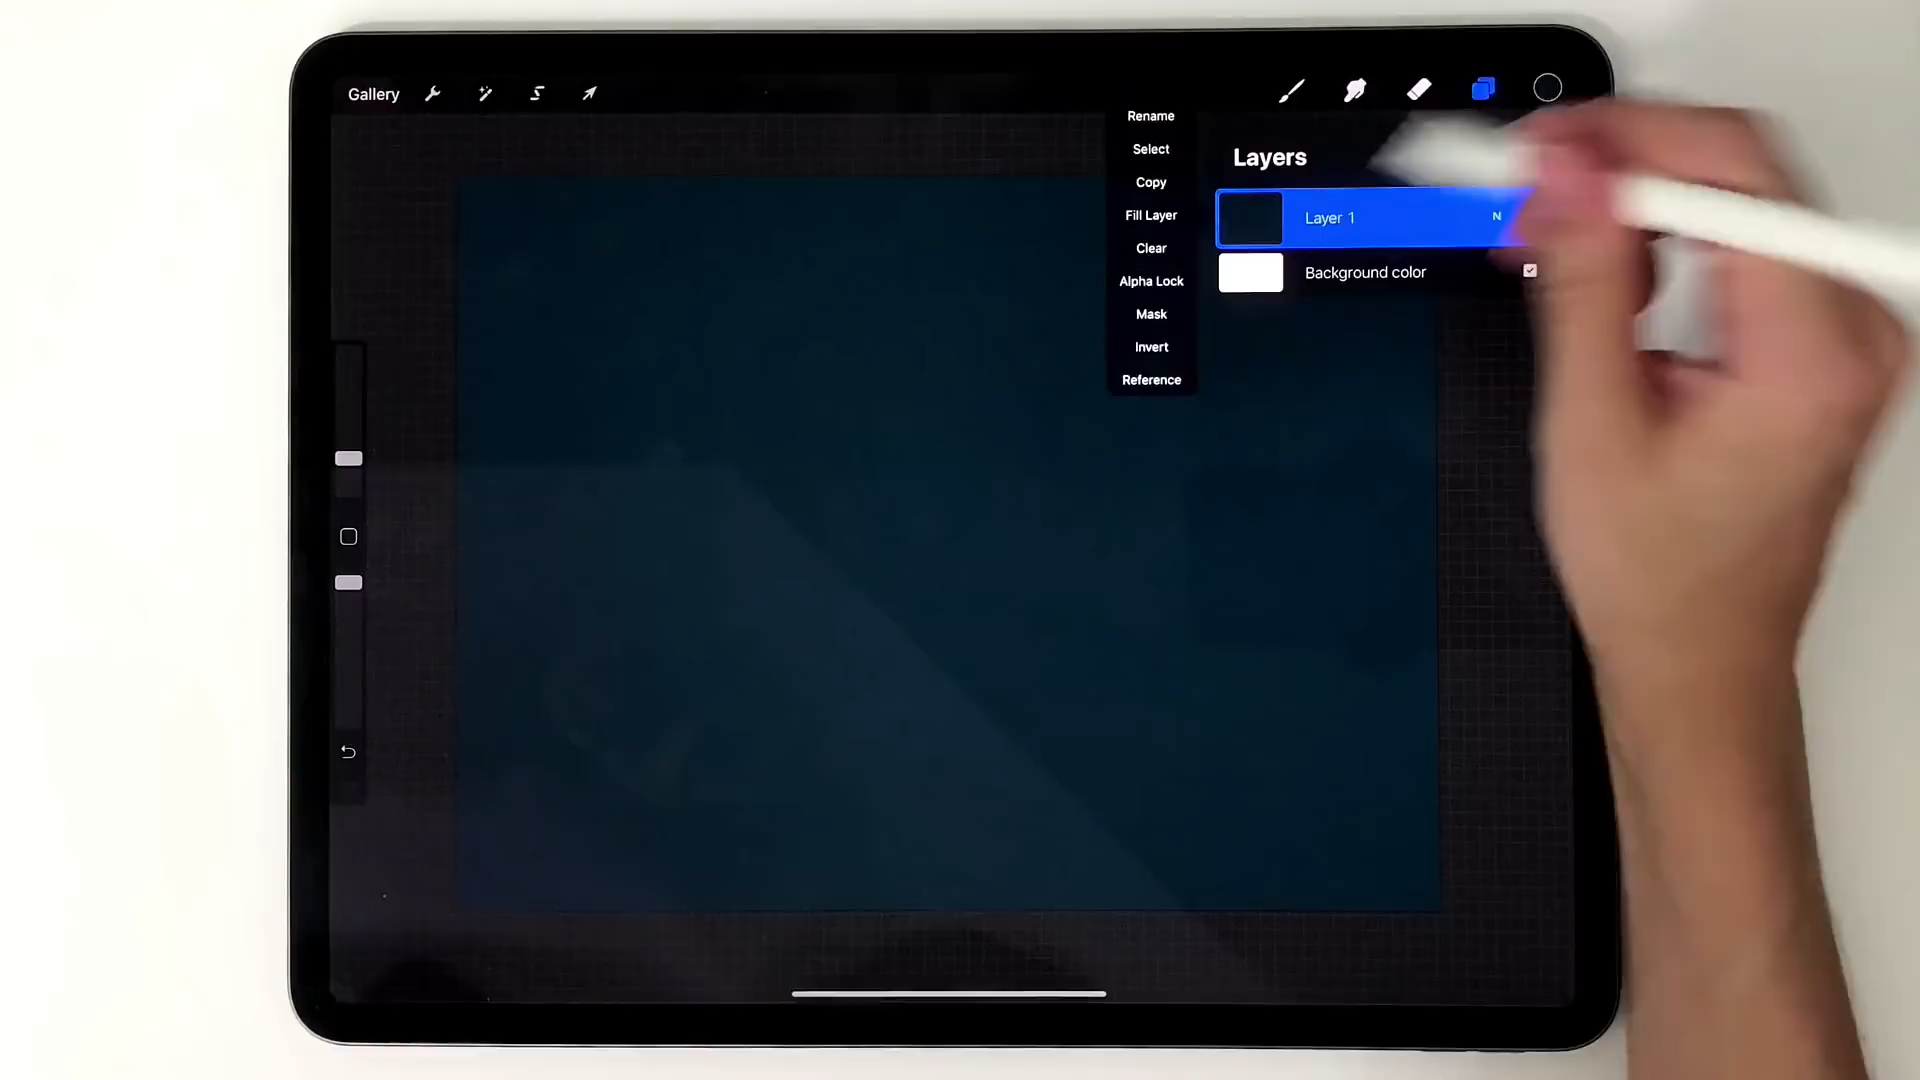 Gallery
Rename
Select
Copy
Fill Layer
Clear
Alpha Lock
Mask
Invert
Reference
Layers
Layer 1 N
Background color